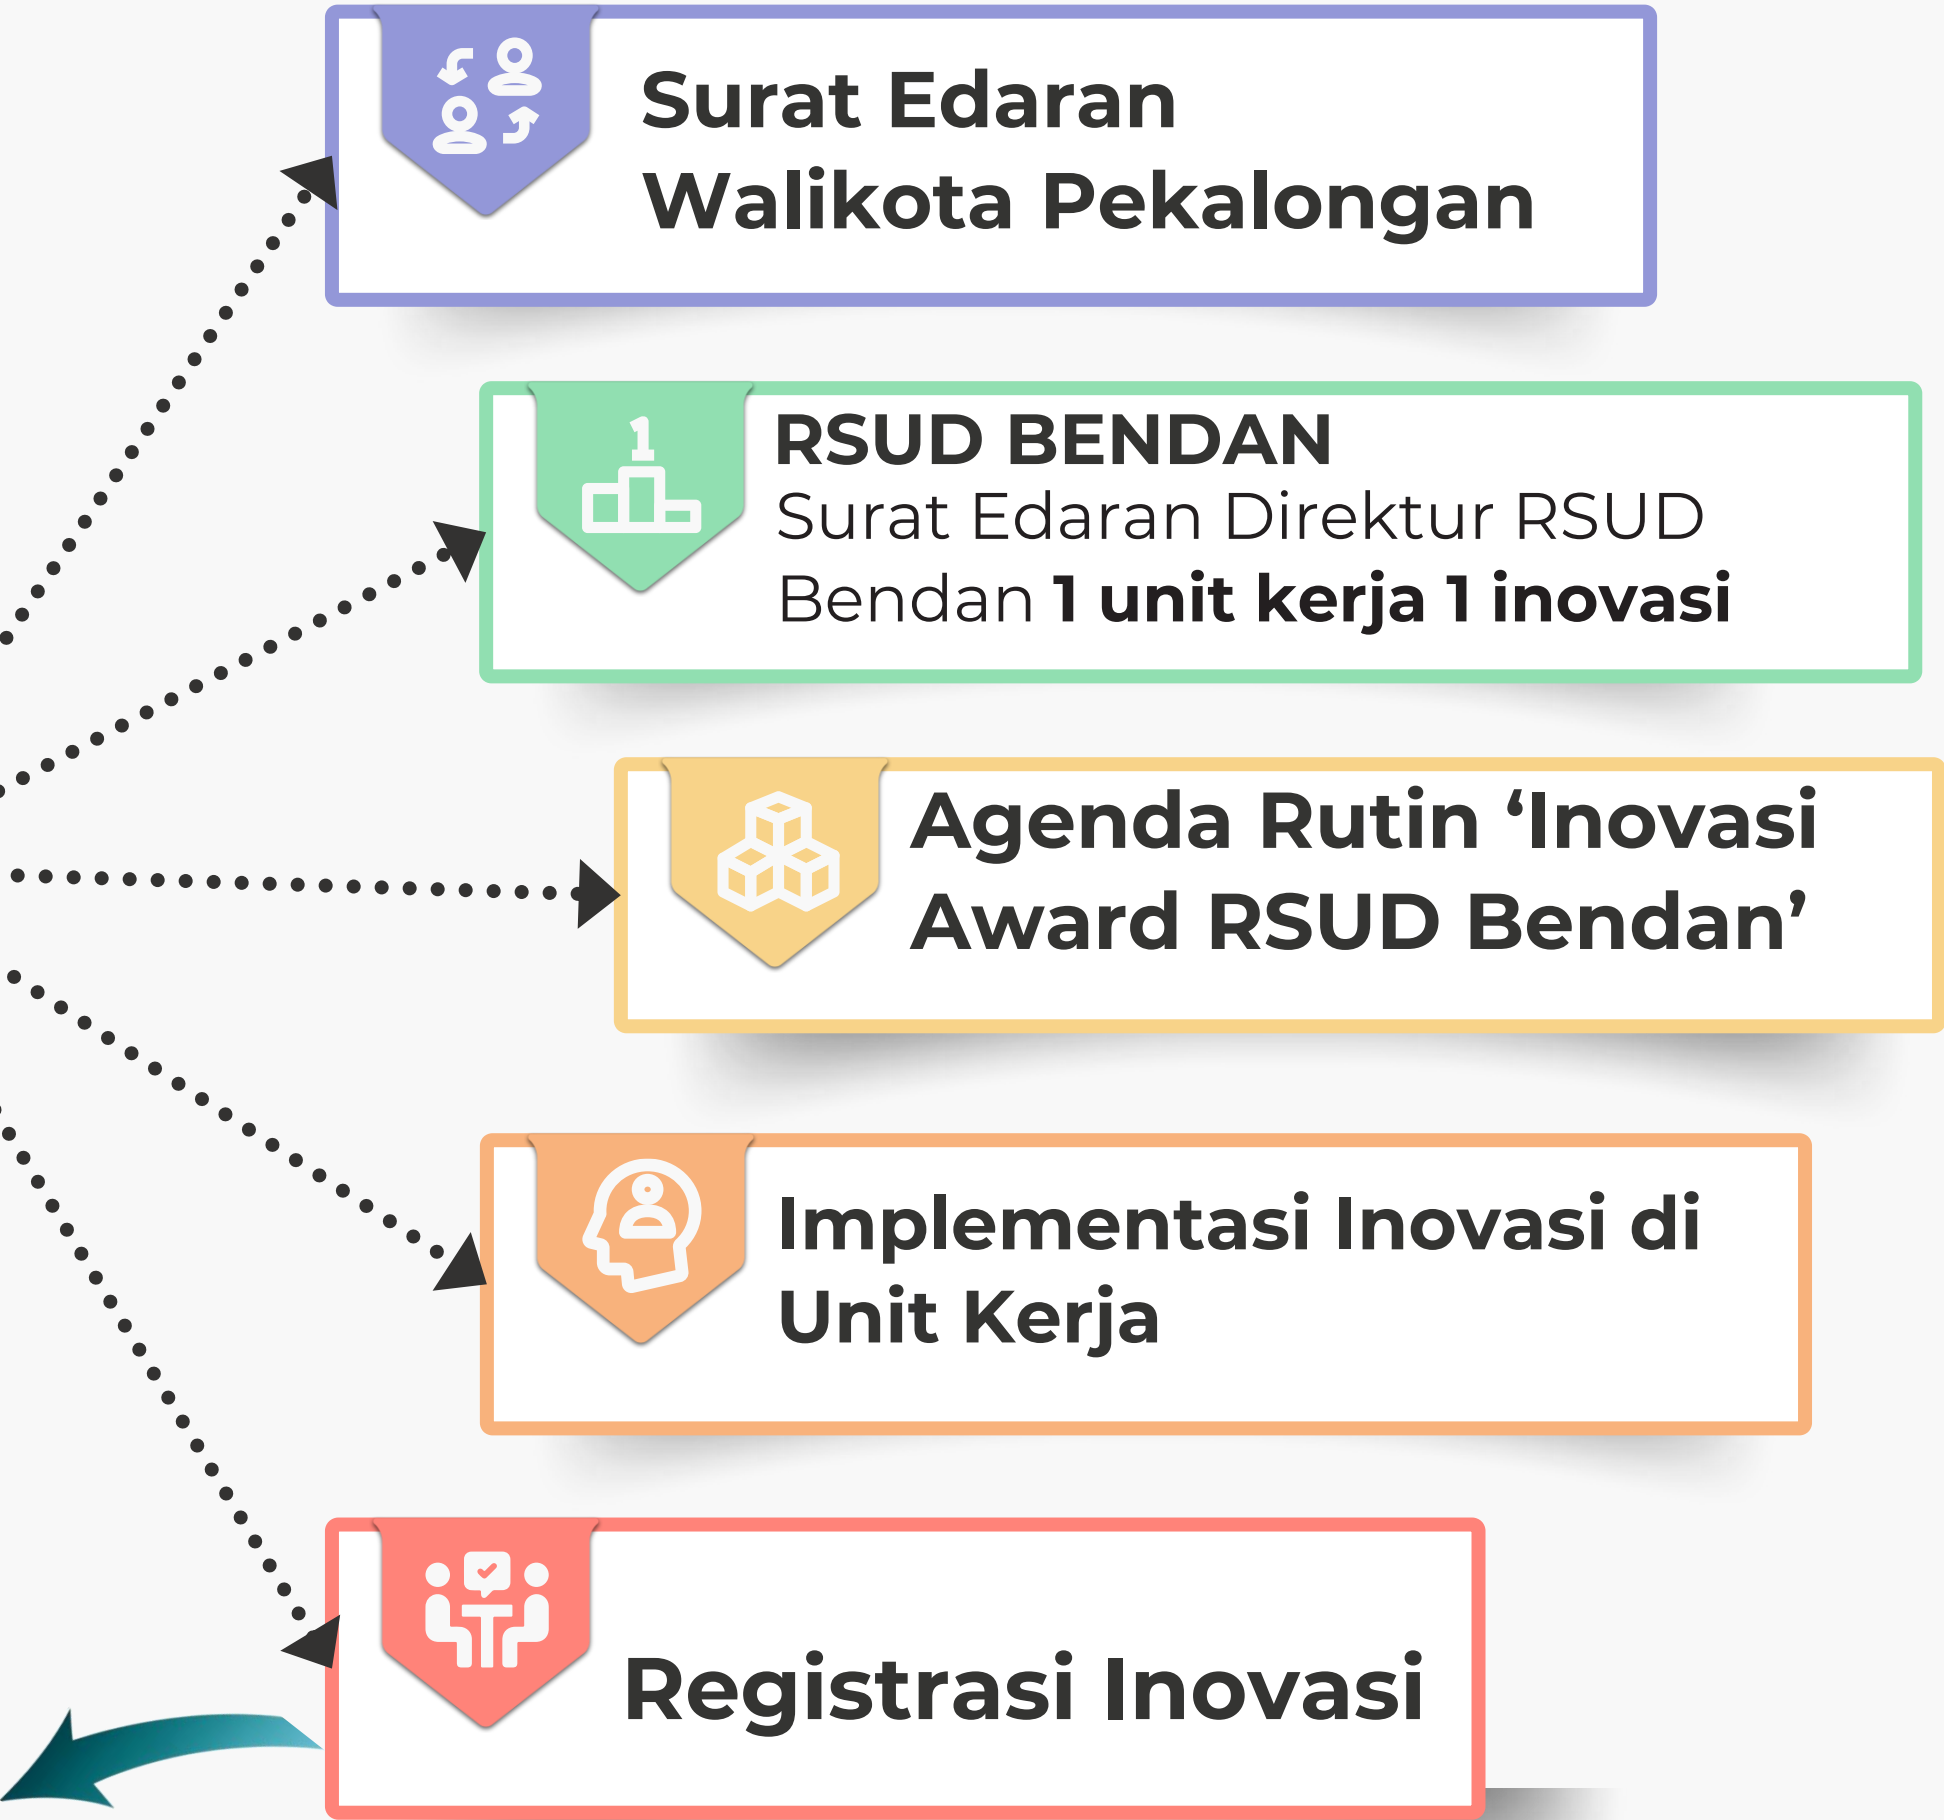 Surat Edaran
Walikota Pekalongan
1
RSUD BENDAN
Surat Edaran Direktur RSUD
Bendan 1 unit kerja 1 inovasi
Agenda Rutin ‘Inovasi
Award RSUD Bendan’
Implementasi Inovasi di
Unit Kerja
Registrasi Inovasi